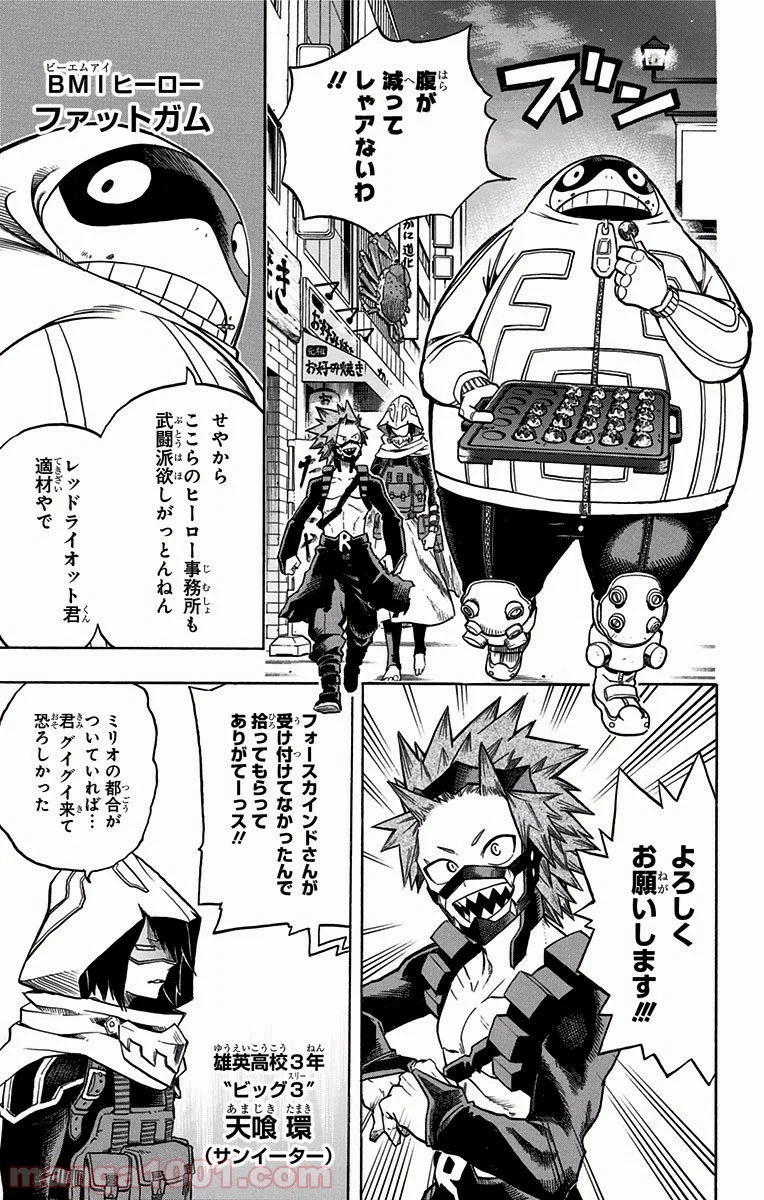 ズン
腹が
減って
しゃアないわ
!!
BMIヒーロー
ファットガム
かに道
お好み焼き
せやから
ここらのヒーロー事務所も
武闘派欲しがっとんねん
レッドライオット君
適材やで
よろしく
お願いします!!!
フォースカインドさんが
受け付けてなかったんで
拾ってもらって
ありがてーっス!!
ミリオの都合が
ついていれば…
君 グイグイ来て
恐ろしかった
雄英高校3年
“ビッグ3”
天喰 環
(サンイーター)
manga1001.com